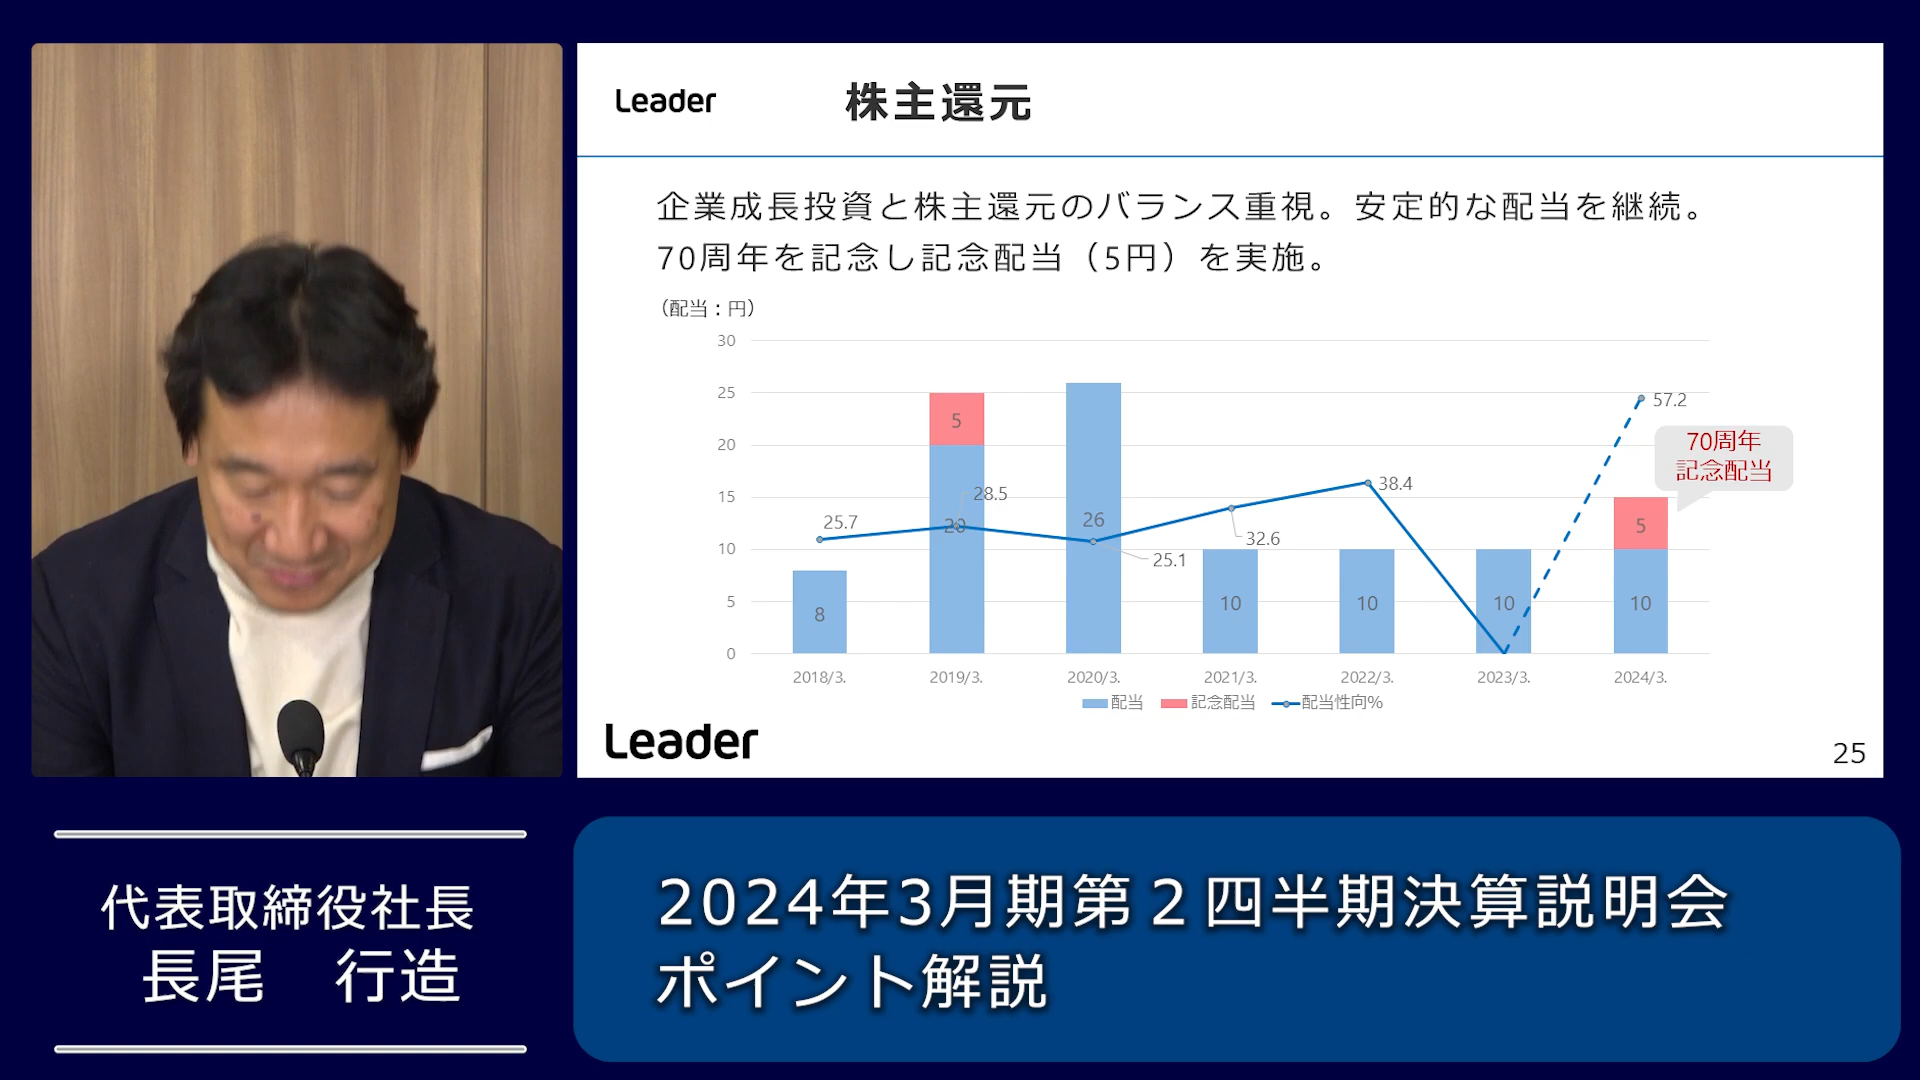 Leader
株主還元
企業成長投資と株主還元のバランス重視。安定的な配当を継続。
70周年を記念し記念配当（5円）を実施。
（配当：円）
30
25
20
15
10
5
0
25.7
28.5
25.1
32.6
38.4
57.2
8
5
20
26
10
10
10
5
10
70周年
記念配当
2018/3. 2019/3. 2020/3. 2021/3. 2022/3. 2023/3. 2024/3.
配当 記念配当 配当性向%
Leader
25
代表取締役社長
長尾　行造
2024年3月期第２四半期決算説明会
ポイント解説